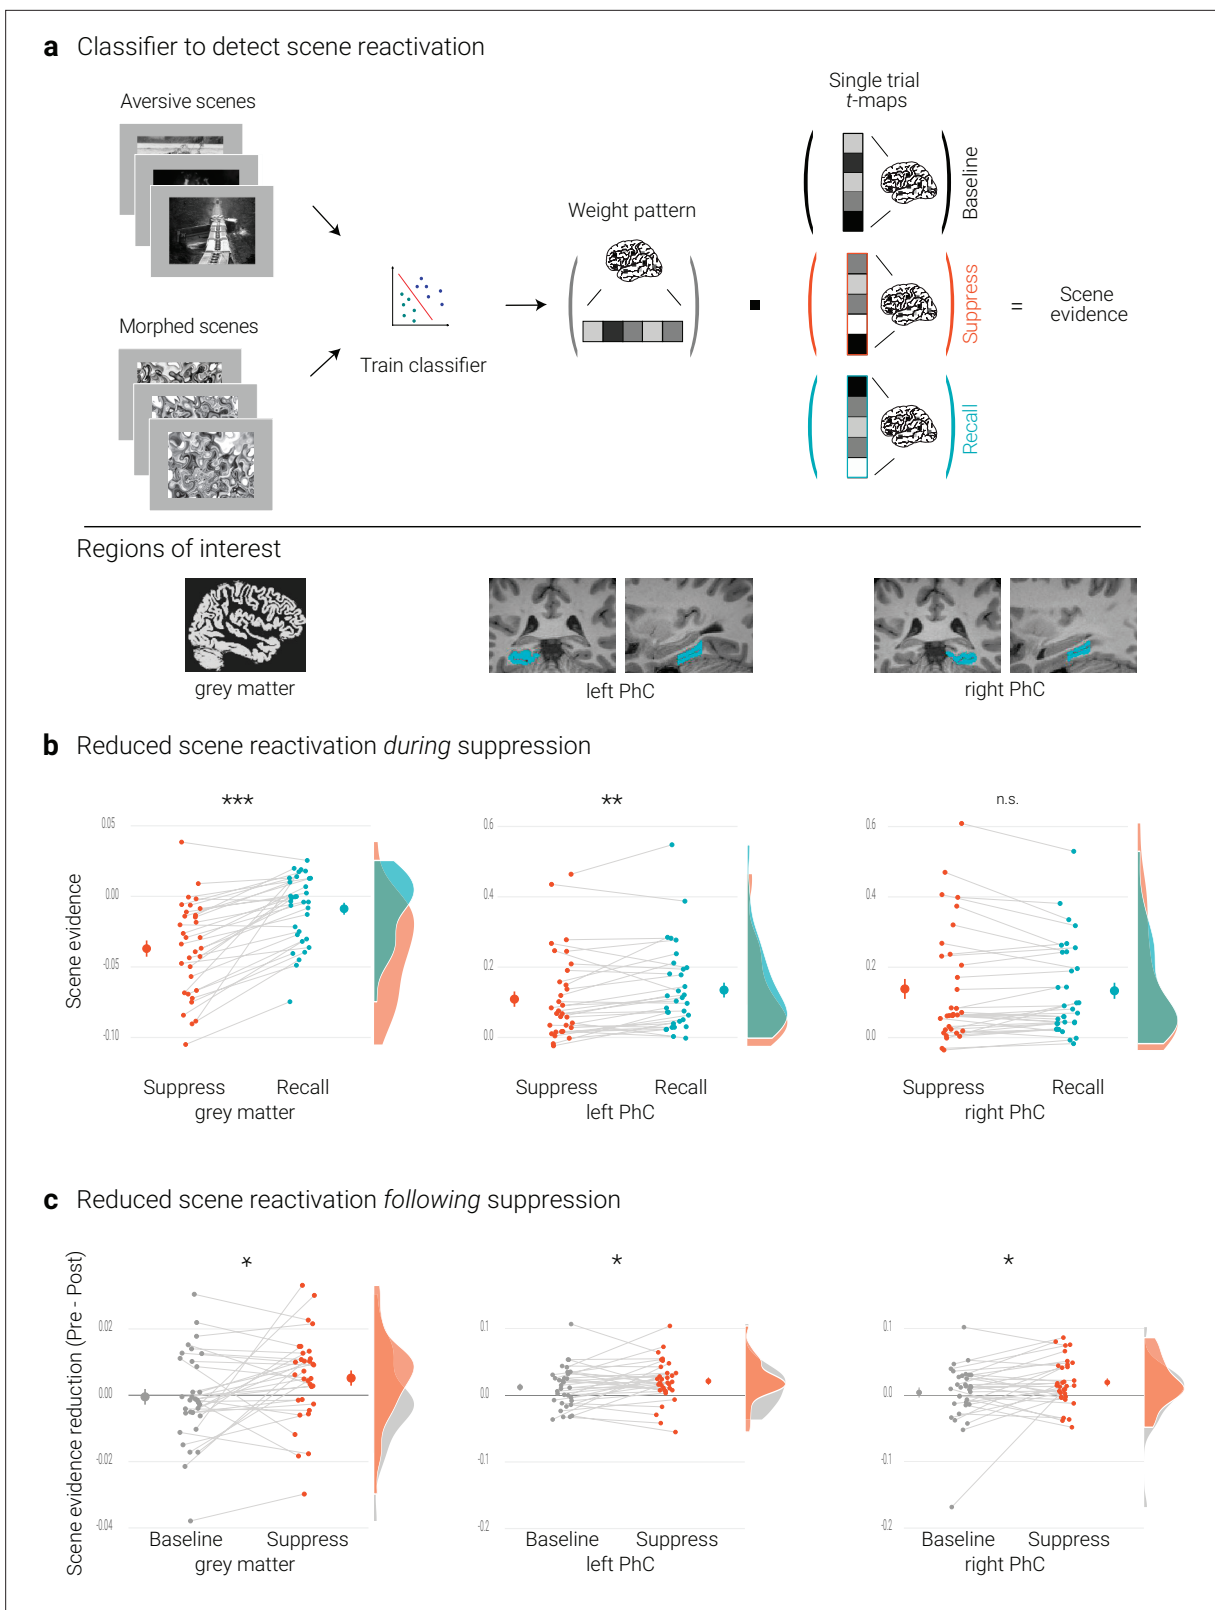 a Classifier to detect scene reactivation
Aversive scenes
Morphed scenes
Train classifier
Weight pattern
Single trial
t-maps
Baseline
Suppress
Recall
=
Scene
evidence
Regions of interest
grey matter
left PhC
right PhC
b Reduced scene reactivation during suppression
Scene evidence
***
0.05
0.00
-0.05
-0.10
Suppress Recall
grey matter
**
0.6
0.4
0.2
0.0
Suppress Recall
left PhC
n.s.
0.6
0.4
0.2
0.0
Suppress Recall
right PhC
c Reduced scene reactivation following suppression
Scene evidence reduction (Pre - Post)
*
0.02
0.00
-0.02
-0.04
Baseline Suppress
grey matter
*
0.1
0.0
-0.1
-0.2
Baseline Suppress
left PhC
*
0.1
0.0
-0.1
-0.2
Baseline Suppress
right PhC